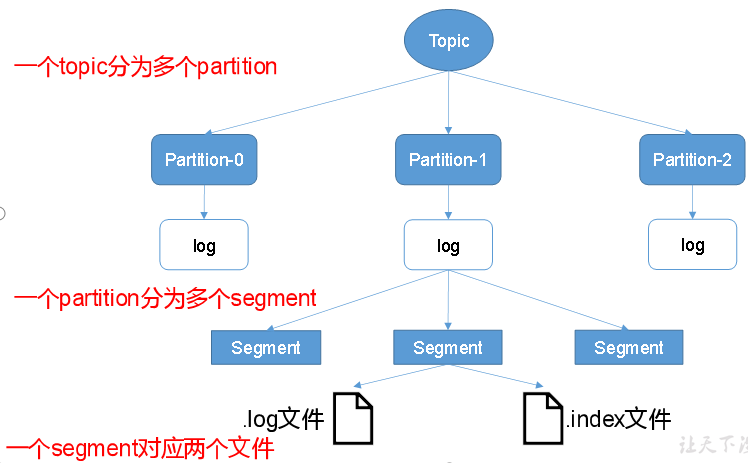 Topic
一个topic分为多个partition
Partition-0
Partition-1
Partition-2
log
log
log
一个partition分为多个segment
Segment
Segment
Segment
.log文件
.index文件
一个segment对应两个文件
让天下没